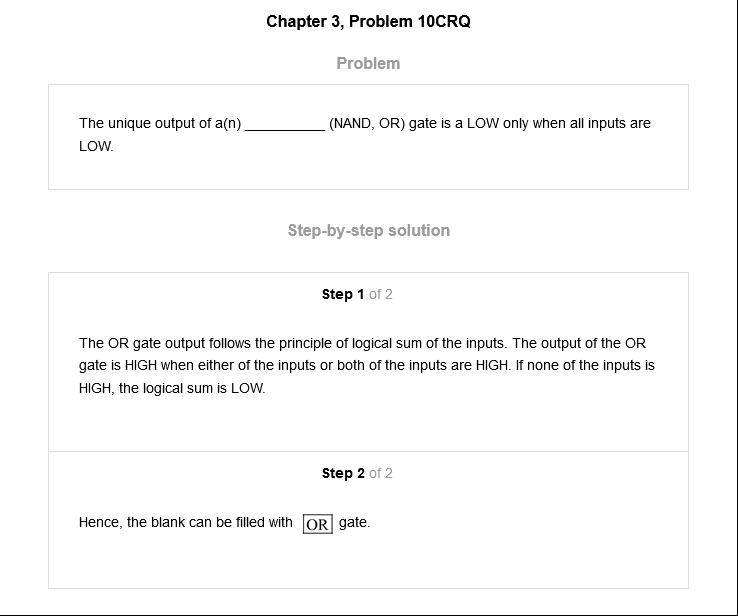 Chapter 3, Problem 10CRQ
Problem
The unique output of a(n) __________ (NAND, OR) gate is a LOW only when all inputs are
LOW.
Step-by-step solution
Step 1 of 2
The OR gate output follows the principle of logical sum of the inputs. The output of the OR
gate is HIGH when either of the inputs or both of the inputs are HIGH. If none of the inputs is
HIGH, the logical sum is LOW.
Step 2 of 2
Hence, the blank can be filled with OR gate.